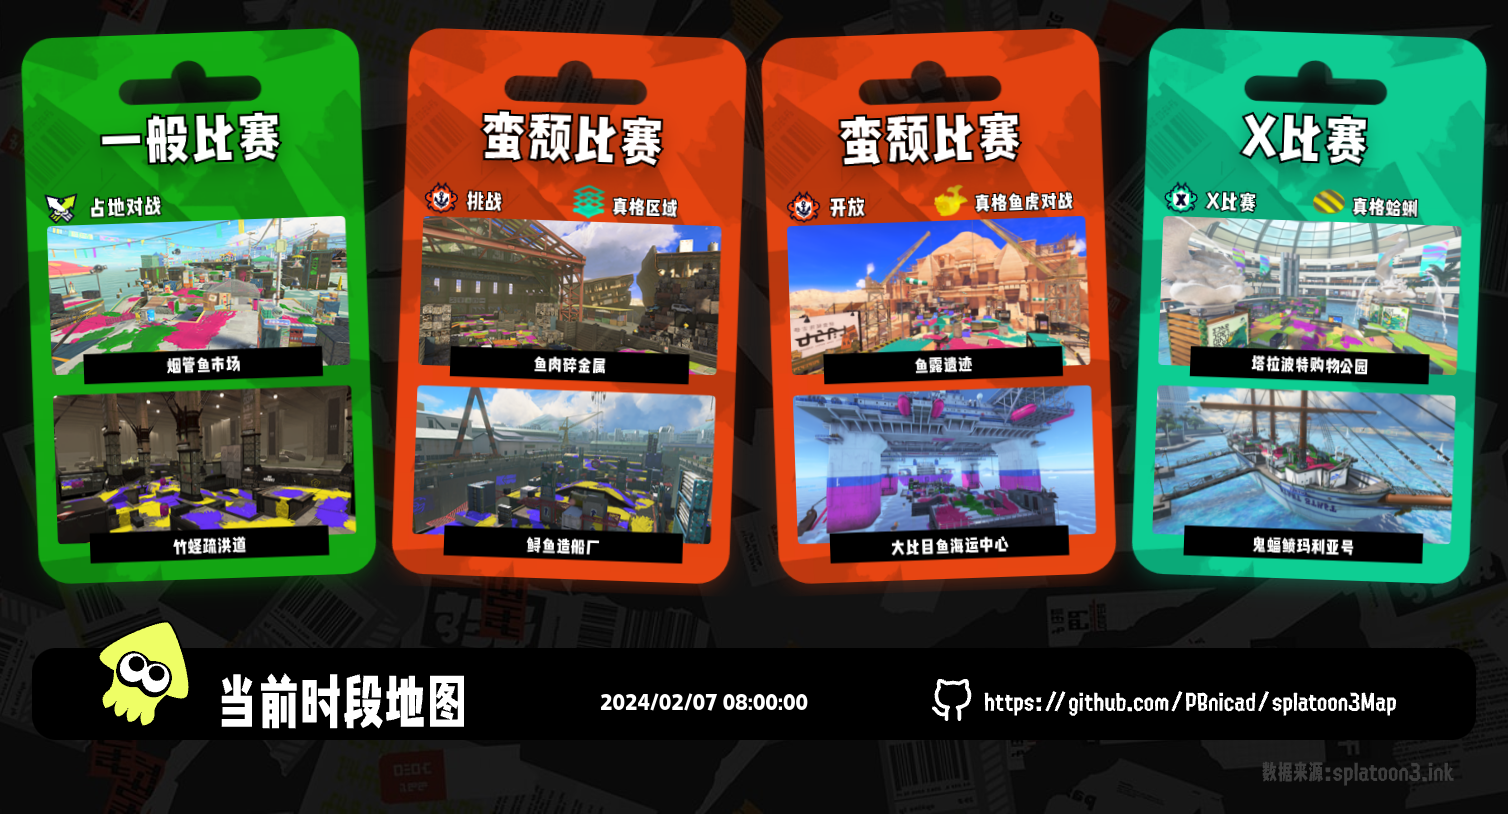 一般比赛
占地对战
烟管鱼市场
竹蛏疏洪道
蛮颓比赛
挑战
真格区域
鱼肉碎金属
鲟鱼造船厂
蛮颓比赛
开放
真格鱼虎对战
鱼露遗迹
大比目鱼海运中心
X比赛
X比赛
真格蛤蜊
塔拉波特购物公园
鬼蝠鲼玛利亚号
当前时段地图
2024/02/07 08:00:00
https://github.com/PBnicad/splatoon3Map
数据来源:splatoon3.ink